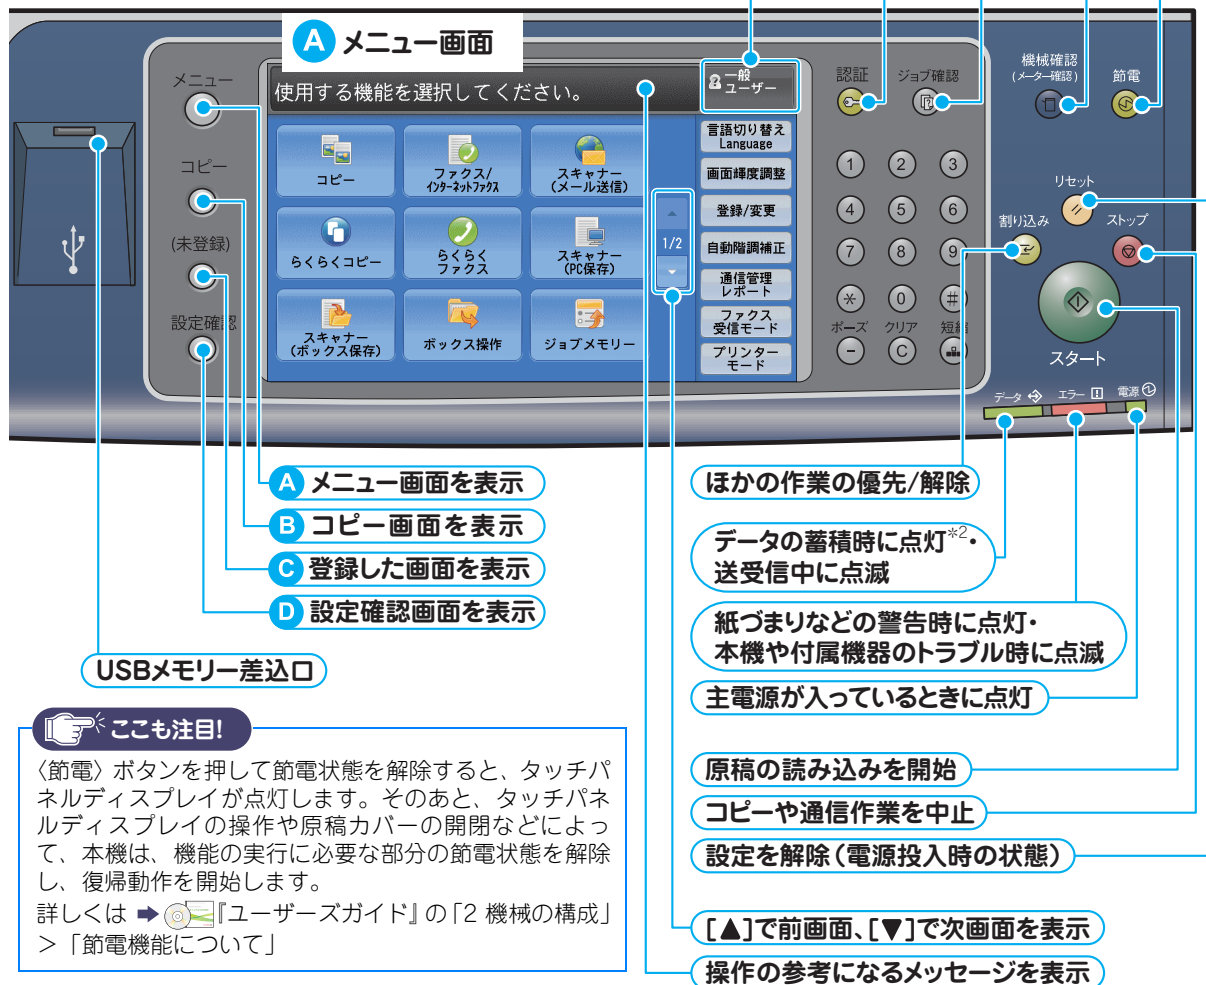 A メニュー画面
メニュー
コピー
(未登録)
設定確認
使用する機能を選択してください。
一般
ユーザー
コピー
ファクス/
インターネットファクス
スキャナー
(メール送信)
らくらくコピー
らくらく
ファクス
スキャナー
(PC保存)
スキャナー
(ボックス保存)
ボックス操作
ジョブメモリー
1/2
言語切り替え
Language
画面輝度調整
登録/変更
自動階調補正
通信管理
レポート
ファクス
受信モード
プリンター
モード
認証
ジョブ確認
1 2 3
4 5 6
7 8 9
* 0 #
ポーズ クリア 短縮
- C
機械確認
(メーター確認)
節電
リセット
割り込み
ストップ
スタート
データ エラー 電源
A メニュー画面を表示
B コピー画面を表示
C 登録した画面を表示
D 設定確認画面を表示
USBメモリー差込口
ほかの作業の優先/解除
データの蓄積時に点灯*2・
送受信中に点滅
紙づまりなどの警告時に点灯・
本機や付属機器のトラブル時に点滅
主電源が入っているときに点灯
原稿の読み込みを開始
コピーや通信作業を中止
設定を解除(電源投入時の状態)
[▲]で前画面、[▼]で次画面を表示
操作の参考になるメッセージを表示
ここも注目!
〈節電〉ボタンを押して節電状態を解除すると、タッチパ
ネルディスプレイが点灯します。そのあと、タッチパネ
ルディスプレイの操作や原稿カバーの開閉などによっ
て、本機は、機能の実行に必要な部分の節電状態を解除
し、復帰動作を開始します。
詳しくは ➡ 『ユーザーズガイド』の「2 機械の構成」
>「節電機能について」